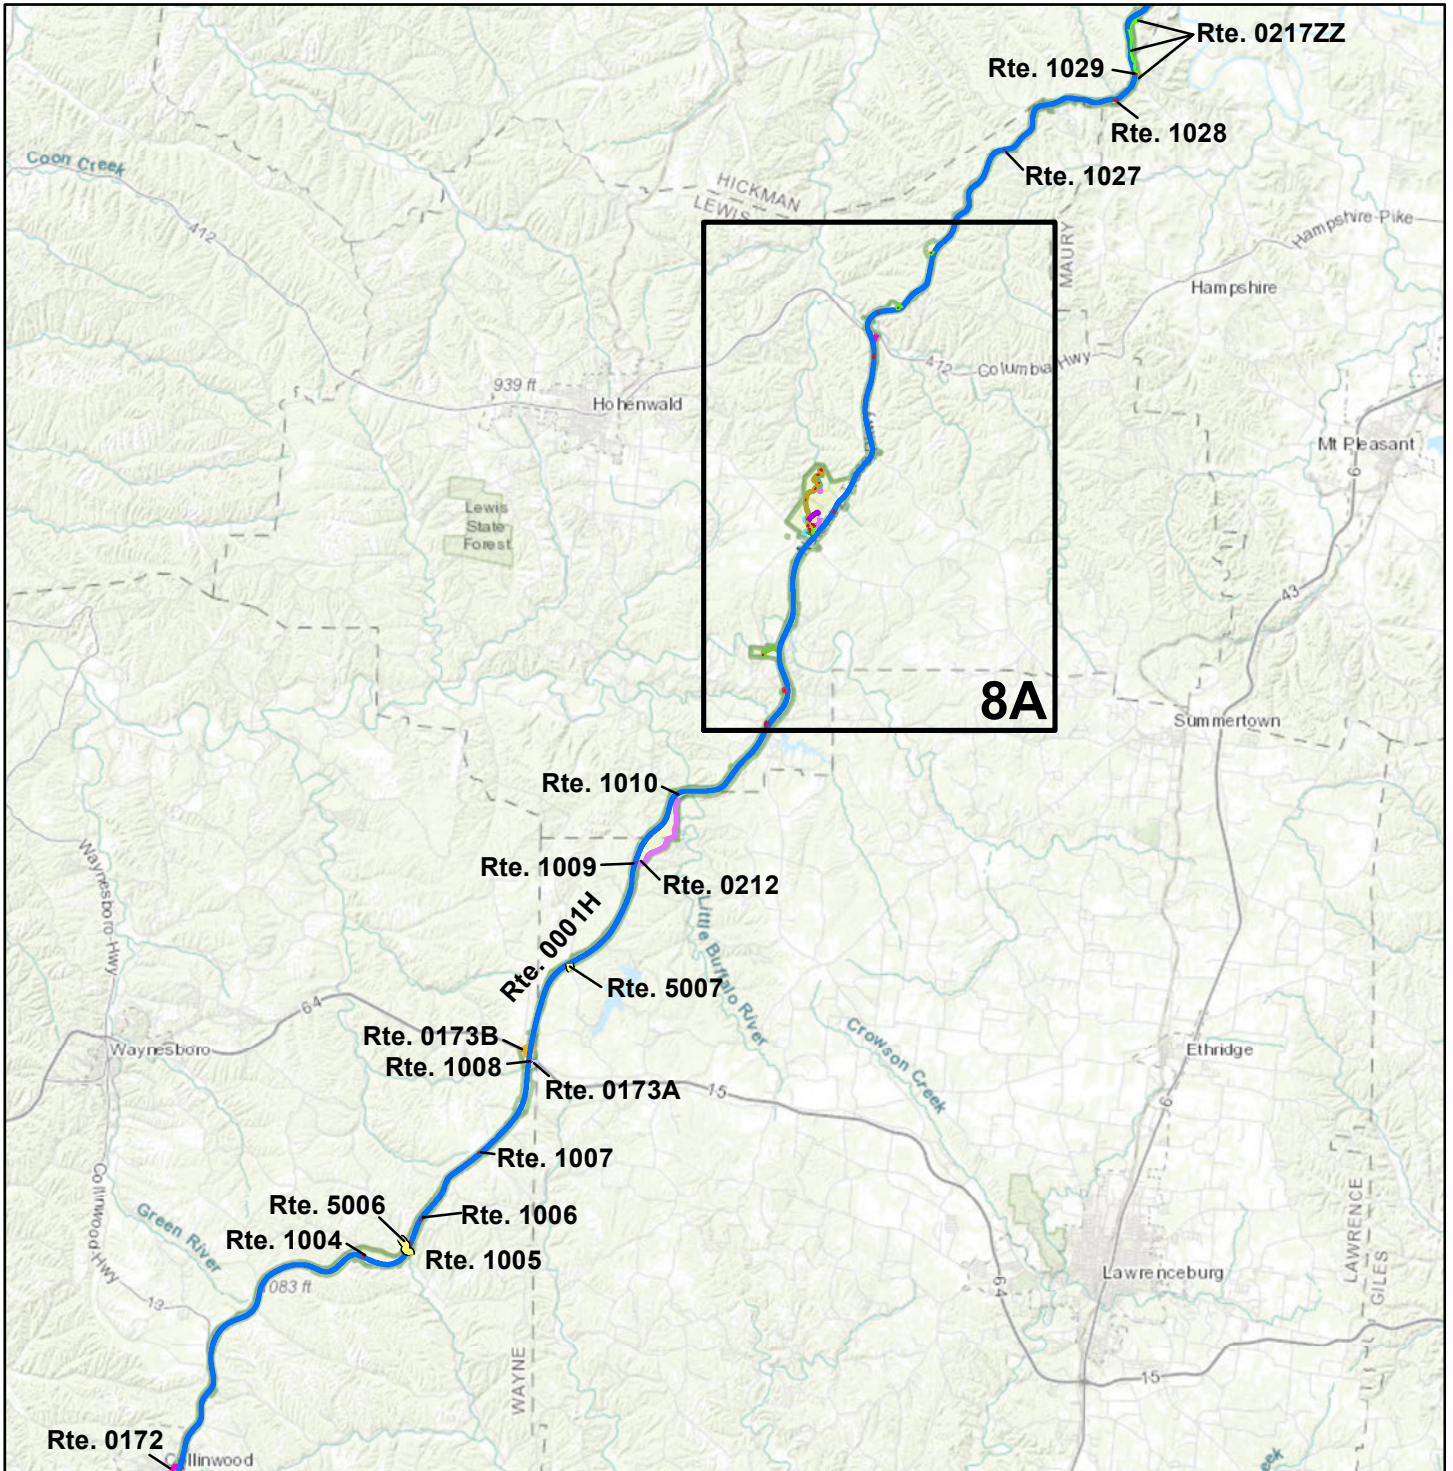 Rte. 0217ZZ
Rte. 1029
Rte. 1028
Coon Creek
Rte. 1027
HICKMAN
LEWIS
Hampshire-Pike
412
MAURY
Hampshire
412
Columbia Hwy
939 ft
Hohenwald
Mt Pleasant
6
Lewis
State
Forest
43
8A
Summertown
Rte. 1010
Waynesboro-Hwy
Rte. 1009
Rte. 0212
Little Buffalo River
Rte. 0001H
Rte. 5007
64
Rte. 0173B
Crowson Creek
Waynesboro
Rte. 1008
Ethridge
Rte. 0173A
15
6
Rte. 1007
Collinwood Hwy
Rte. 5006
Green River
Rte. 1006
Rte. 1004
Rte. 1005
LAWRENCE
GILES
Lawrenceburg
64
083 ft
13
WAYNE
15
Rte. 0172
llinwood
eek